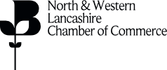 North & Western
Lancashire
Chamber of Commerce